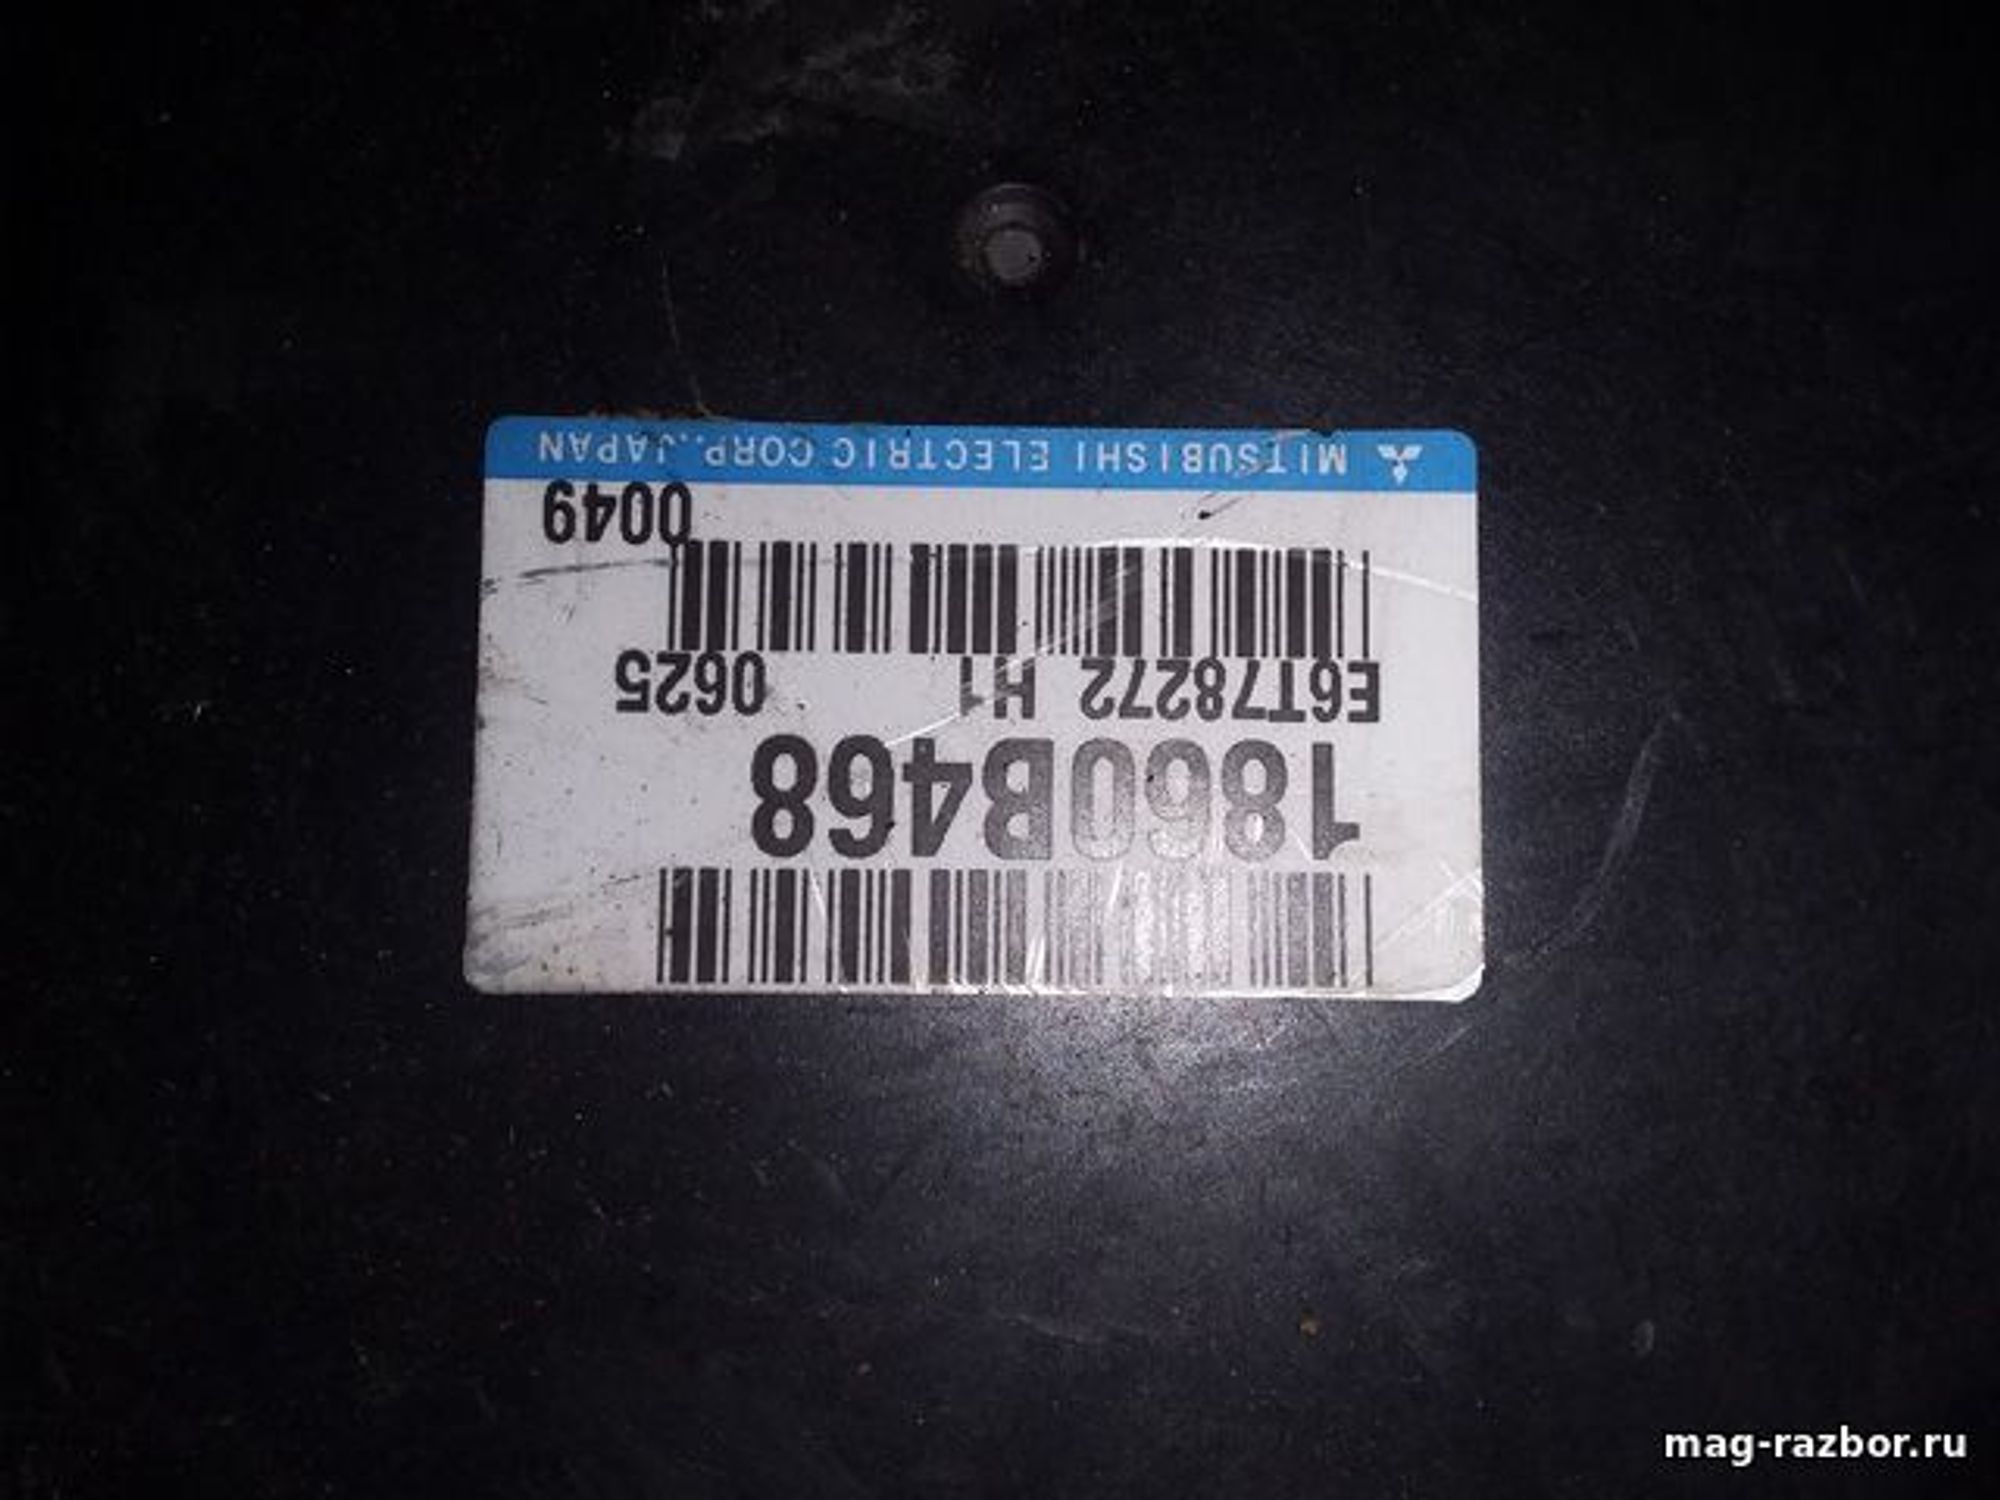 1860B468
E6T78272 H1 0625
0049
MITSUBISHI ELECTRIC CORP.,JAPAN
mag-razbor.ru